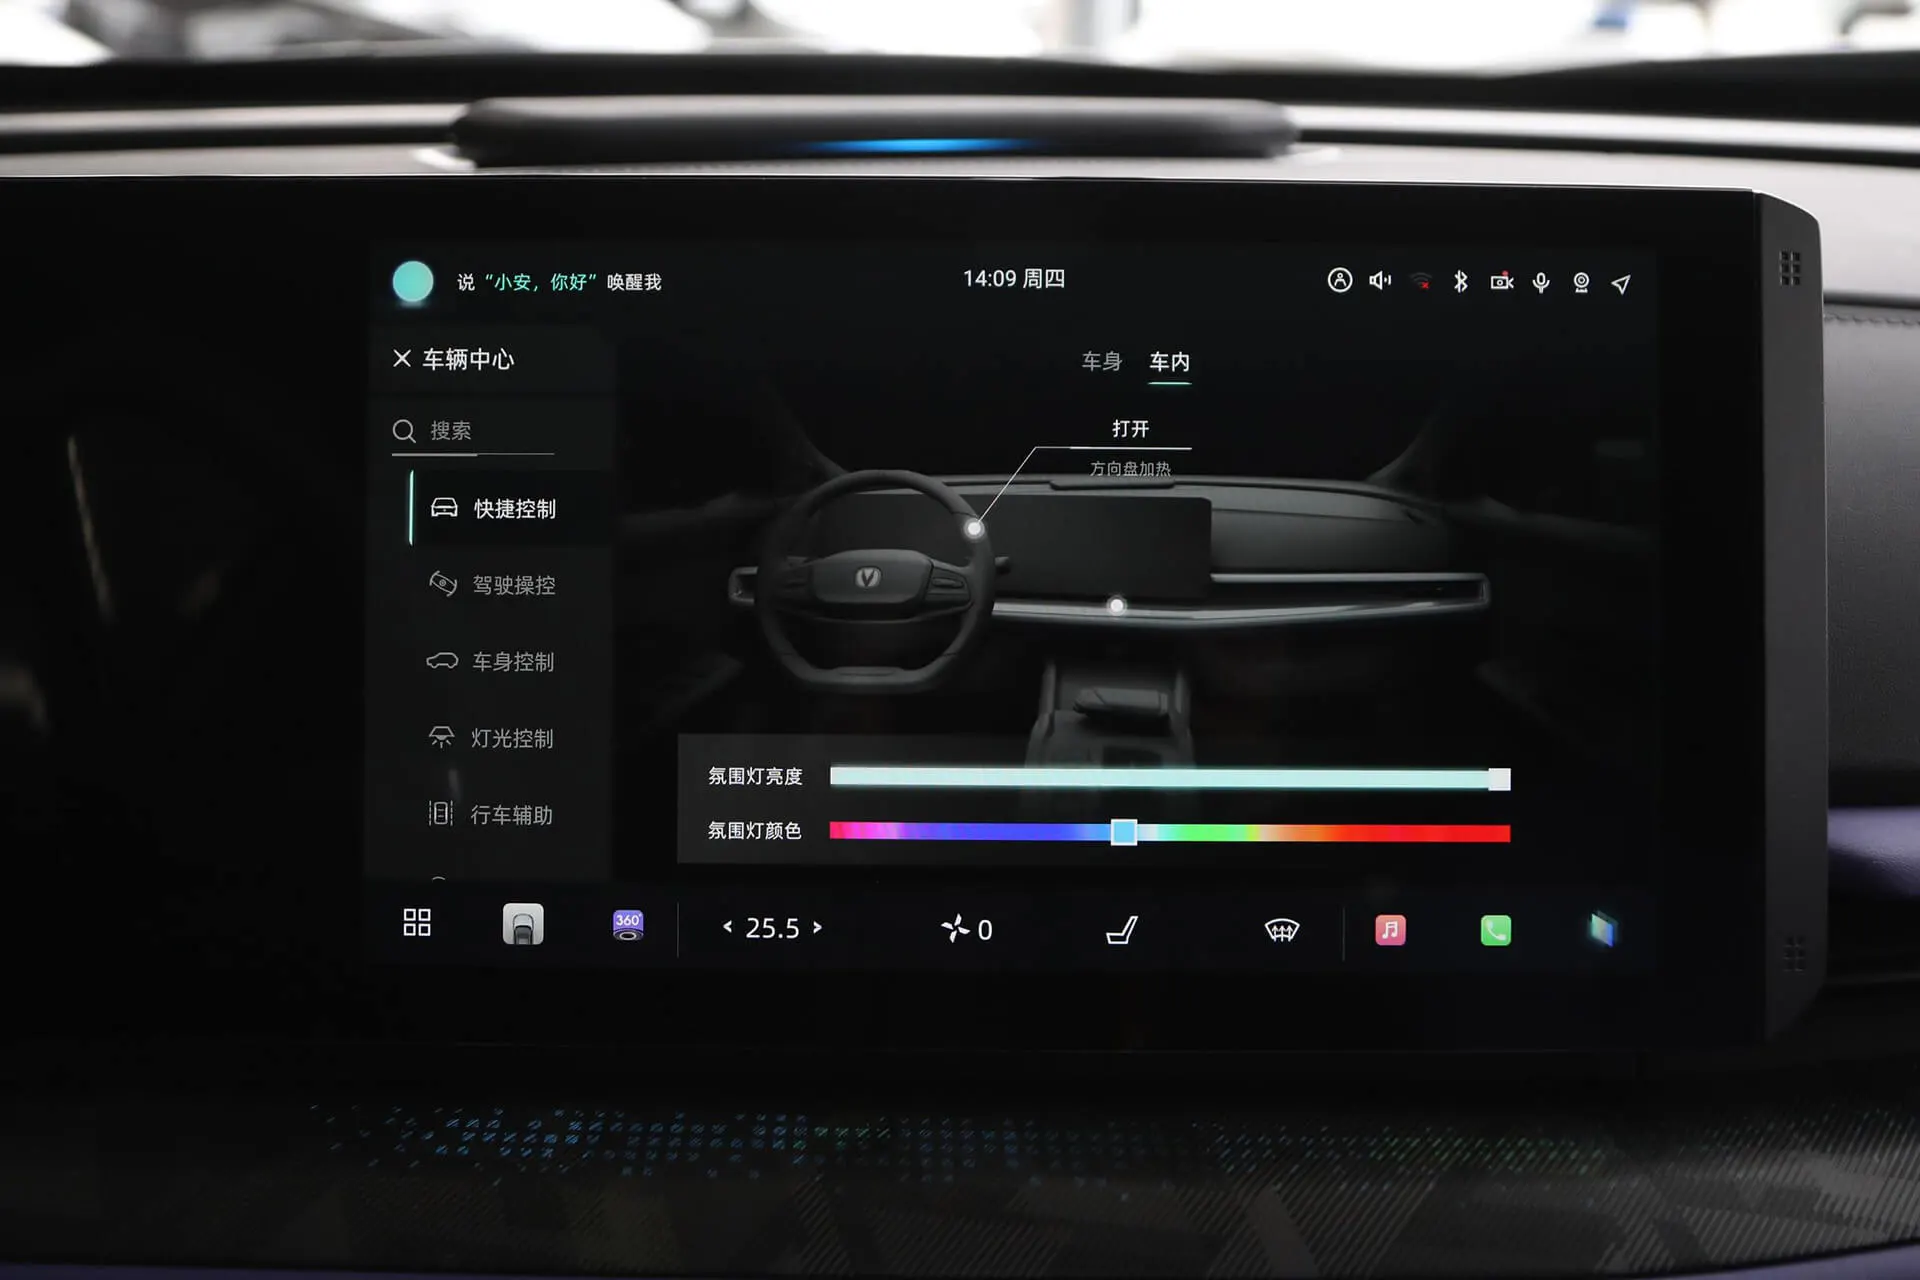 说 “小安，你好” 唤醒我
14:09 周四
车辆中心
搜索
快捷控制
驾驶操控
车身控制
灯光控制
行车辅助
车身 车内
打开
方向盘加热
氛围灯亮度
氛围灯颜色
360°
< 25.5 >
0